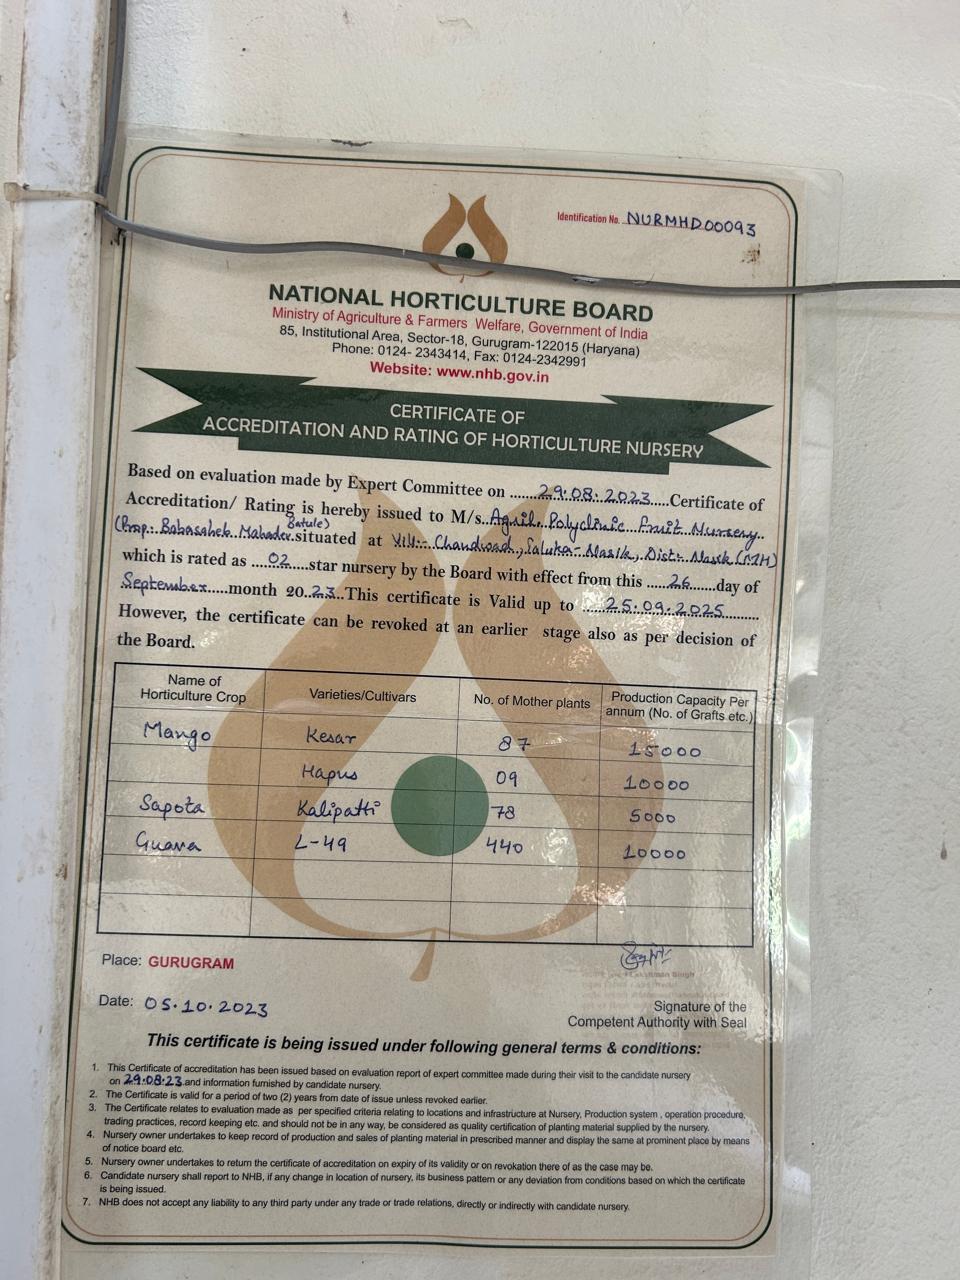 Identification No. NURMHD00093
NATIONAL HORTICULTURE BOARD
Ministry of Agriculture & Farmers Welfare, Government of India
85, Institutional Area, Sector-18, Gurugram-122015 (Haryana)
Phone: 0124- 2343414, Fax: 0124-2342991
Website: www.nhb.gov.in
CERTIFICATE OF
ACCREDITATION AND RATING OF HORTICULTURE NURSERY
Based on evaluation made by Expert Committee on ....29.08.2023....Certificate of
Accreditation/ Rating is hereby issued to M/s..Agril. Polyclinic Fruit Nursery..
(Prop:- Babasaheb Mahadev Batule) situated at Vill:- Chandwad, Taluka- Nasik, Dist:- Nasik (MH)
which is rated as ....02....star nursery by the Board with effect from this .....26......day of
September.....month 20..23..This certificate is Valid up to ....25.09.2025........
However, the certificate can be revoked at an earlier stage also as per decision of
the Board.
Name of Horticulture Crop Varieties/Cultivars No. of Mother plants Production Capacity Per annum (No. of Grafts etc.)
Mango Kesar 87 15000
Hapus 09 10000
Sapota Kalipatti 78 5000
Guava L-49 440 10000
Place: GURUGRAM
Date: 05.10.2023
Signature of the
Competent Authority with Seal
This certificate is being issued under following general terms & conditions:
1. This Certificate of accreditation has been issued based on evaluation report of expert committee made during their visit to the candidate nursery
on 29.08.23.and information furnished by candidate nursery.
2. The Certificate is valid for a period of two (2) years from date of issue unless revoked earlier.
3. The Certificate relates to evaluation made as per specified criteria relating to locations and infrastructure at Nursery, Production system , operation procedure,
trading practices, record keeping etc. and should not be in any way, be considered as quality certification of planting material supplied by the nursery.
4. Nursery owner undertakes to keep record of production and sales of planting material in prescribed manner and display the same at prominent place by means
of notice board etc.
5. Nursery owner undertakes to return the certificate of accreditation on expiry of its validity or on revokation there of as the case may be.
6. Candidate nursery shall report to NHB, if any change in location of nursery, its business pattern or any deviation from conditions based on which the certificate
is being issued.
7. NHB does not accept any liability to any third party under any trade or trade relations, directly or indirectly with candidate nursery.